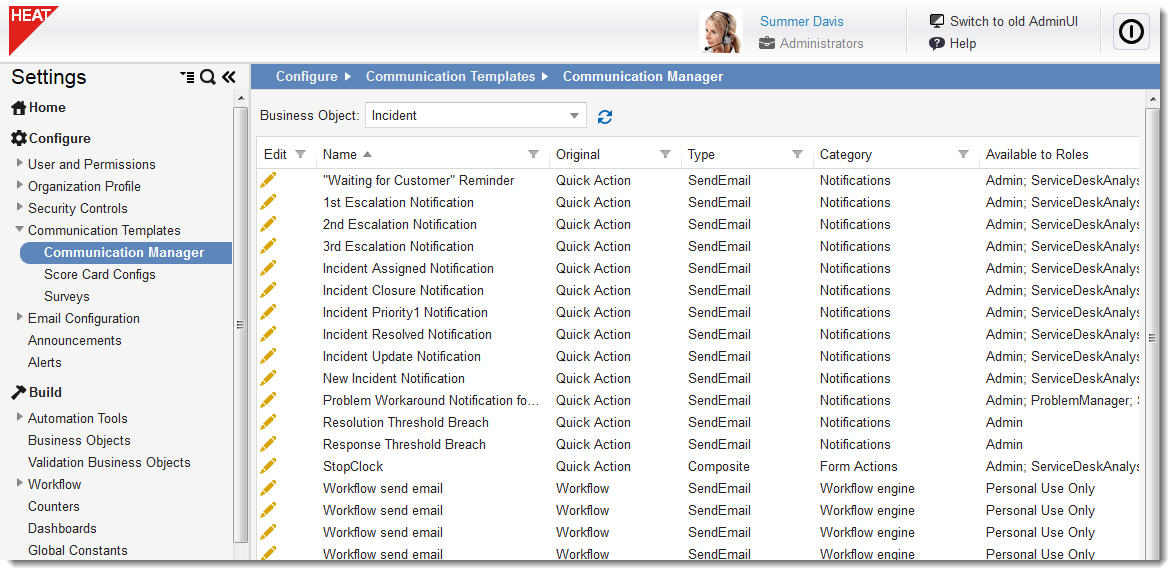 HEAT
Summer Davis
Administrators
Switch to old AdminUI
Help
Settings
Home
Configure
User and Permissions
Organization Profile
Security Controls
Communication Templates
Communication Manager
Score Card Configs
Surveys
Email Configuration
Announcements
Alerts
Build
Automation Tools
Business Objects
Validation Business Objects
Workflow
Counters
Dashboards
Global Constants
Configure Communication Templates Communication Manager
Business Object: Incident
Edit Name Original Type Category Available to Roles
"Waiting for Customer" Reminder Quick Action SendEmail Notifications Admin; ServiceDeskAnalys
1st Escalation Notification Quick Action SendEmail Notifications Admin; ServiceDeskAnalys
2nd Escalation Notification Quick Action SendEmail Notifications Admin; ServiceDeskAnalys
3rd Escalation Notification Quick Action SendEmail Notifications Admin; ServiceDeskAnalys
Incident Assigned Notification Quick Action SendEmail Notifications Admin; ServiceDeskAnalys
Incident Closure Notification Quick Action SendEmail Notifications Admin; ServiceDeskAnalys
Incident Priority1 Notification Quick Action SendEmail Notifications Admin; ServiceDeskAnalys
Incident Resolved Notification Quick Action SendEmail Notifications Admin; ServiceDeskAnalys
Incident Update Notification Quick Action SendEmail Notifications Admin; ServiceDeskAnalys
New Incident Notification Quick Action SendEmail Notifications Admin; ServiceDeskAnalys
Problem Workaround Notification fo... Quick Action SendEmail Notifications Admin; ProblemManager;
Resolution Threshold Breach Quick Action SendEmail Notifications Admin
Response Threshold Breach Quick Action SendEmail Notifications Admin
StopClock Quick Action Composite Form Actions Admin; ServiceDeskAnalys
Workflow send email Workflow SendEmail Workflow engine Personal Use Only
Workflow send email Workflow SendEmail Workflow engine Personal Use Only
Workflow send email Workflow SendEmail Workflow engine Personal Use Only
Workflow send email Workflow SendEmail Workflow engine Personal Use Only